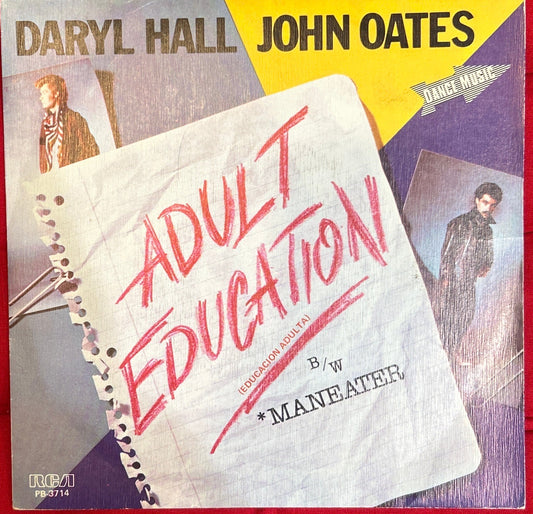 DARYL HALL JOHN OATES
DANCE MUSIC
ADULT
EDUCATION
(EDUCACION ADULTA)
B/W
*MANEATER
RCA
PB-3714